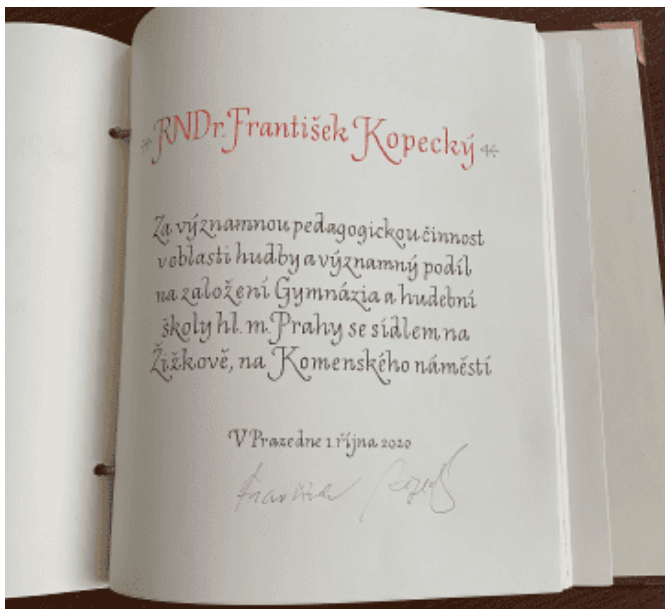 RNDr. František Kopecký
Za významnou pedagogickou činnost
v oblasti hudby a významný podíl
na založení Gymnázia a hudební
školy hl. m. Prahy se sídlem na
Žižkově, na Komenského náměstí
V Praze dne 1. října 2020
František